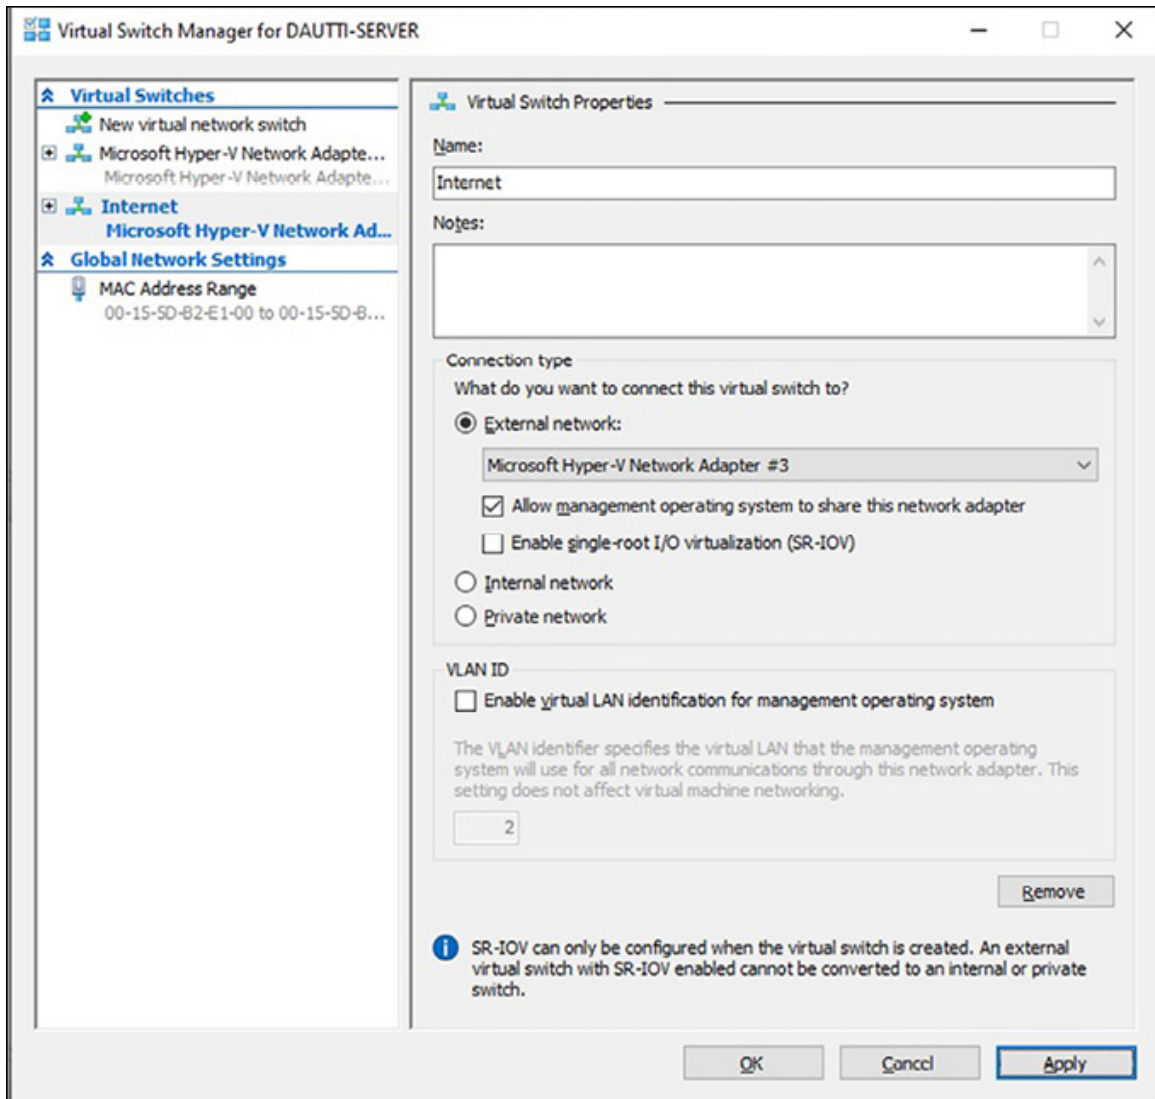 Virtual Switch Manager for DAUTTI-SERVER
Virtual Switches
New virtual network switch
Microsoft Hyper-V Network Adapte...
Microsoft Hyper-V Network Adapte...
Internet
Microsoft Hyper-V Network Ad...
Global Network Settings
MAC Address Range
00-15-5D-B2-E1-00 to 00-15-5D-B...
Virtual Switch Properties
Name:
Internet
Notes:
Connection type
What do you want to connect this virtual switch to?
External network:
Microsoft Hyper-V Network Adapter #3
Allow management operating system to share this network adapter
Enable single-root I/O virtualization (SR-IOV)
Internal network
Private network
VLAN ID
Enable virtual LAN identification for management operating system
The VLAN identifier specifies the virtual LAN that the management operating
system will use for all network communications through this network adapter. This
setting does not affect virtual machine networking.
2
Remove
SR-IOV can only be configured when the virtual switch is created. An external
virtual switch with SR-IOV enabled cannot be converted to an internal or private
switch.
OK
Cancel
Apply